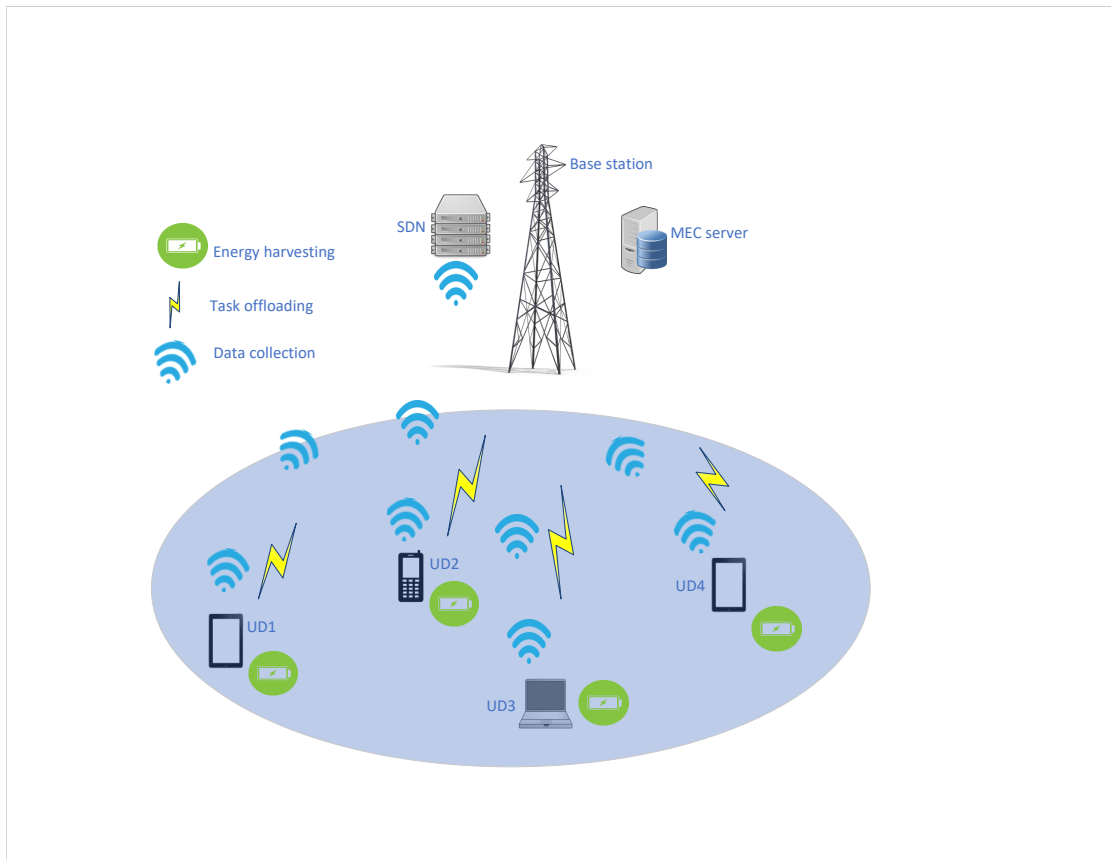 Base station
SDN
MEC server
Energy harvesting
Task offloading
Data collection
UD2
UD4
UD1
UD3